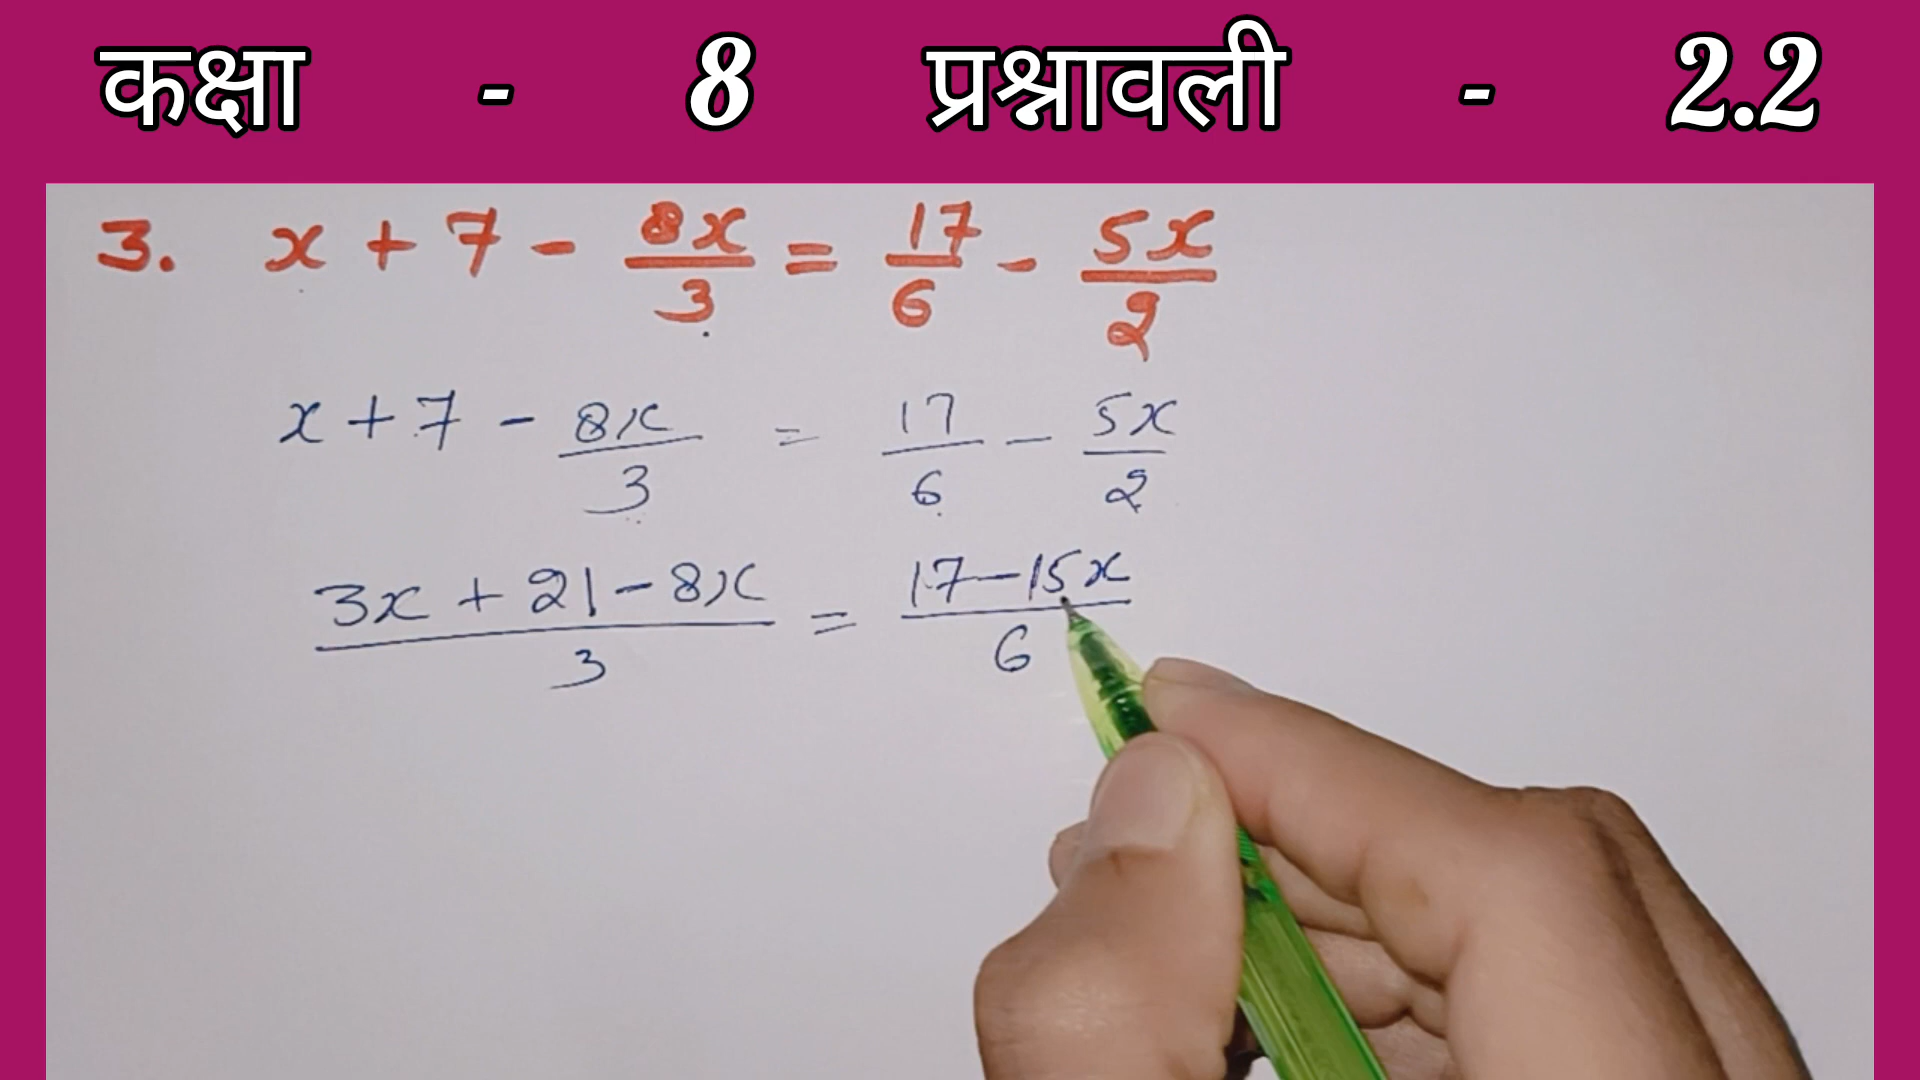 कक्षा - 8 प्रश्नावली - 2.2
3. x + 7 - 8x/3 = 17/6 - 5x/2
x + 7 - 8x/3 = 17/6 - 5x/2
3x + 21 - 8x/3 = 17 - 15x/6